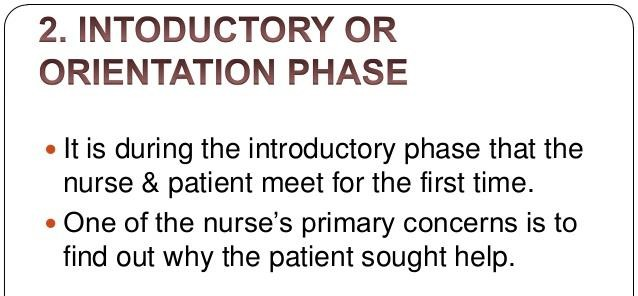 2. INTODUCTORY OR
ORIENTATION PHASE
• It is during the introductory phase that the
nurse & patient meet for the first time.
• One of the nurse’s primary concerns is to
find out why the patient sought help.